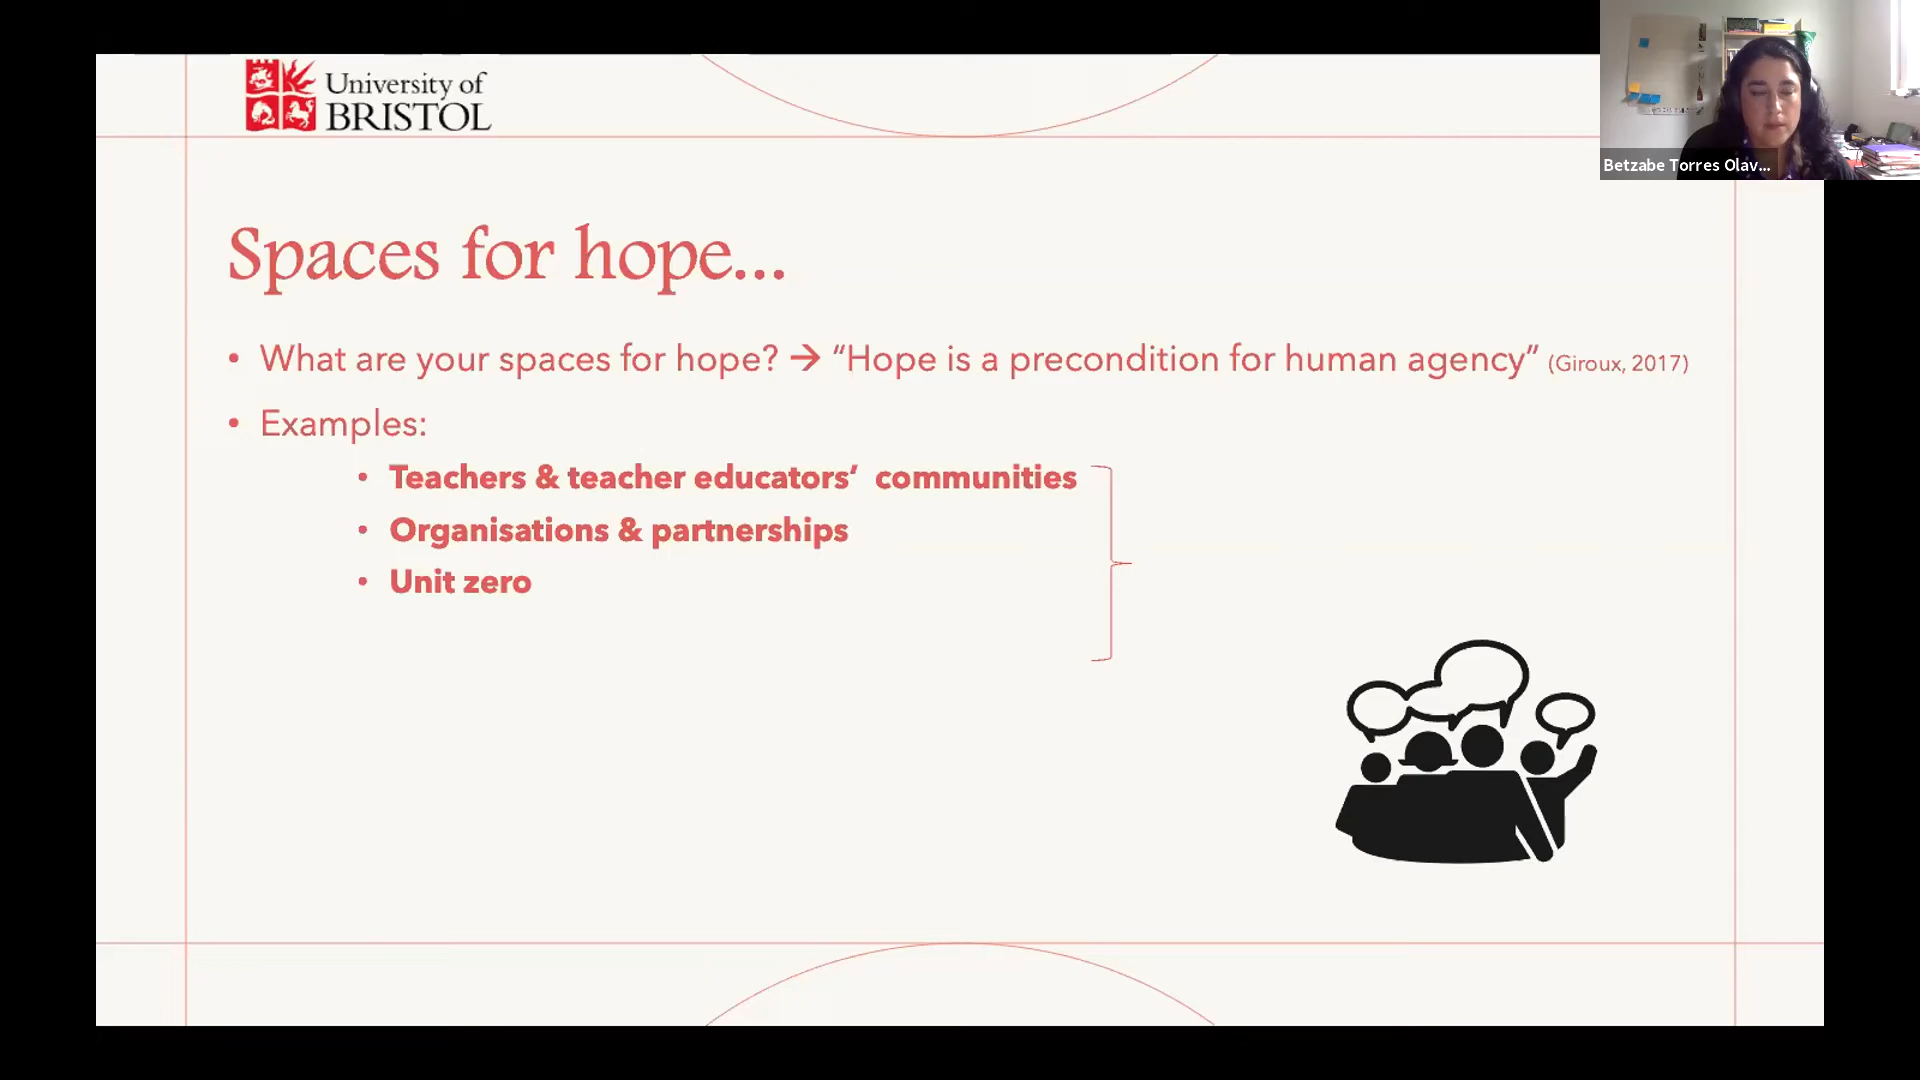 University of
BRISTOL
Betzabe Torres Olav...
Spaces for hope...
• What are your spaces for hope? → “Hope is a precondition for human agency” (Giroux, 2017)
• Examples:
• Teachers & teacher educators’ communities
• Organisations & partnerships
• Unit zero